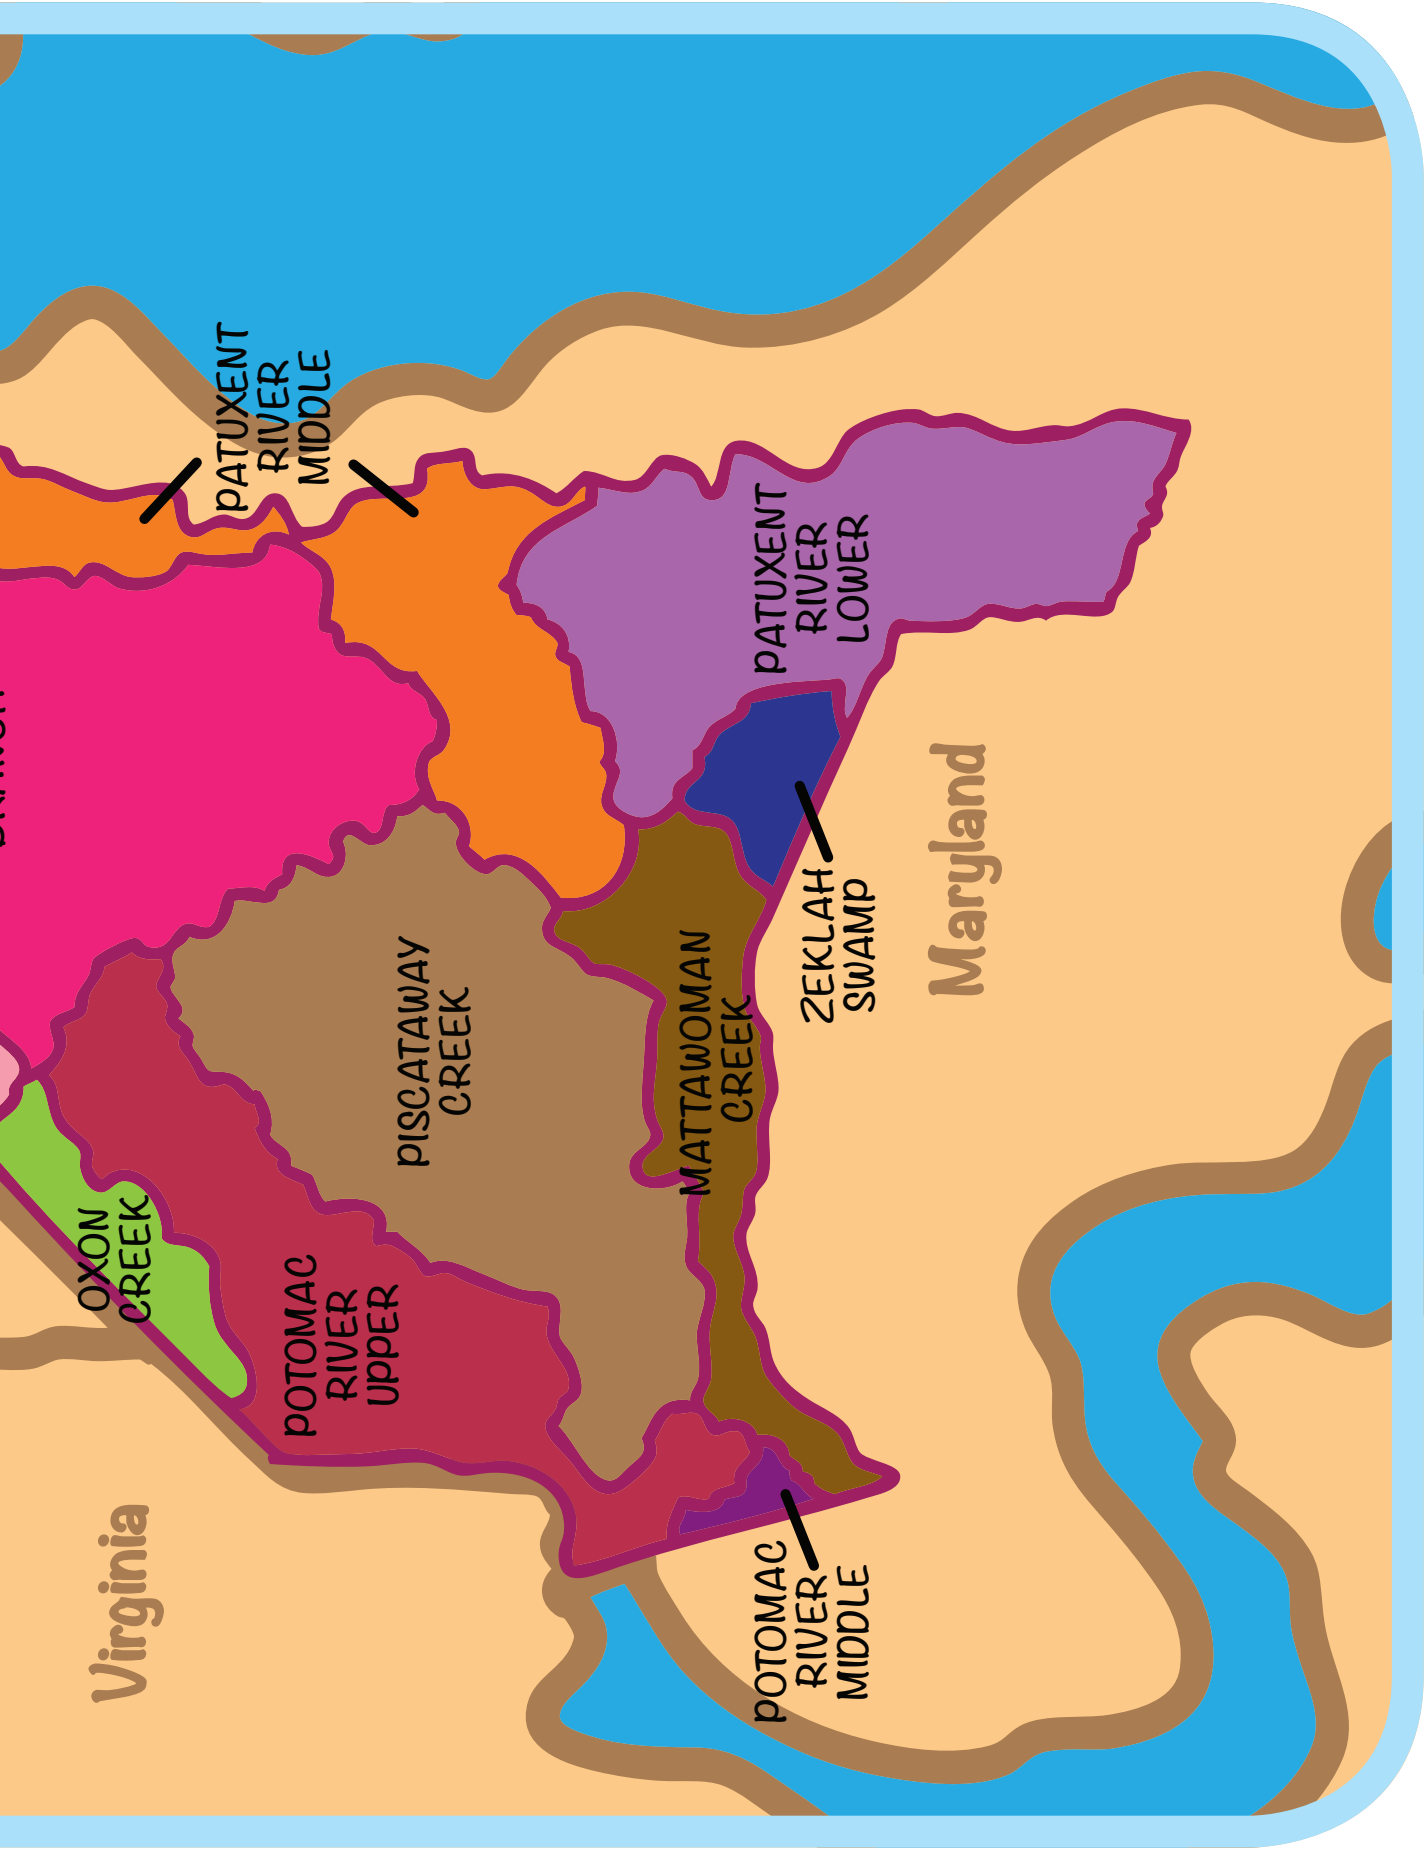 PATUXENT
RIVER
MIDDLE
PATUXENT
RIVER
LOWER
PISCATAWAY
CREEK
MATTAWOMAN
CREEK
ZEKLAH
SWAMP
Maryland
OXON
CREEK
POTOMAC
RIVER
UPPER
Virginia
POTOMAC
RIVER
MIDDLE